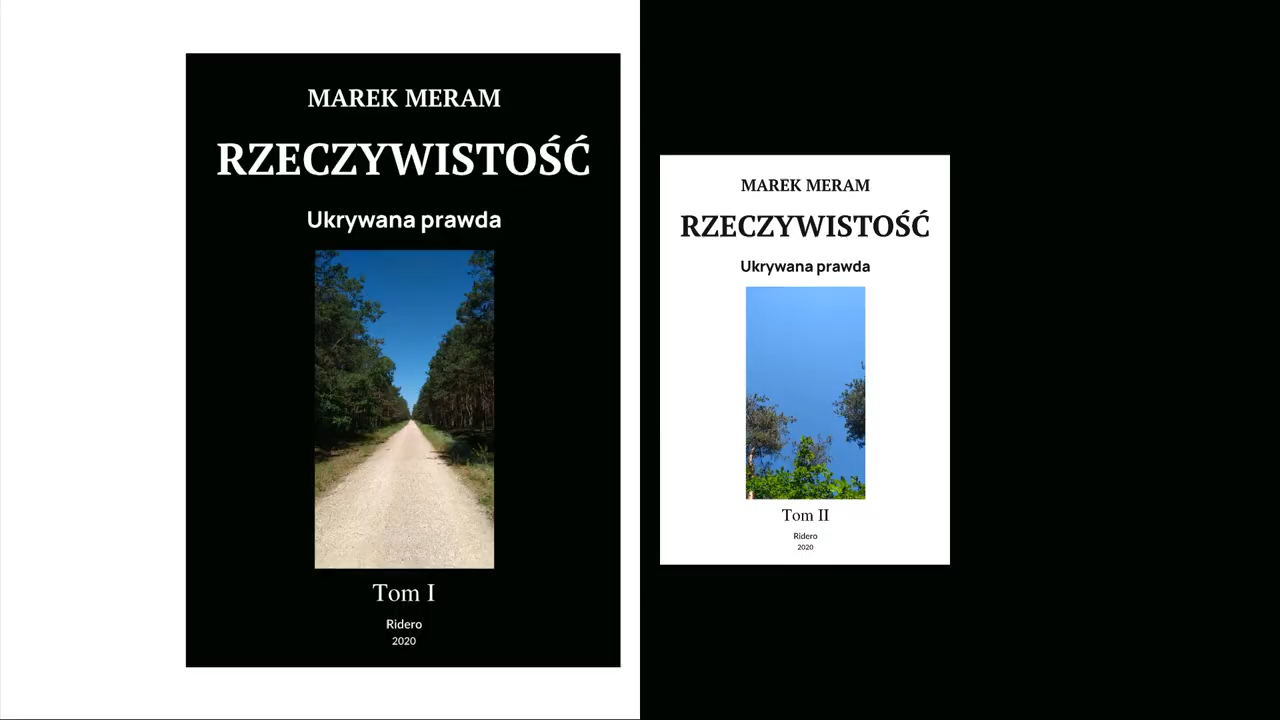 MAREK MERAM
RZECZYWISTOŚĆ
Ukrywana prawda
Tom I
Ridero
2020
MAREK MERAM
RZECZYWISTOŚĆ
Ukrywana prawda
Tom II
Ridero
2020